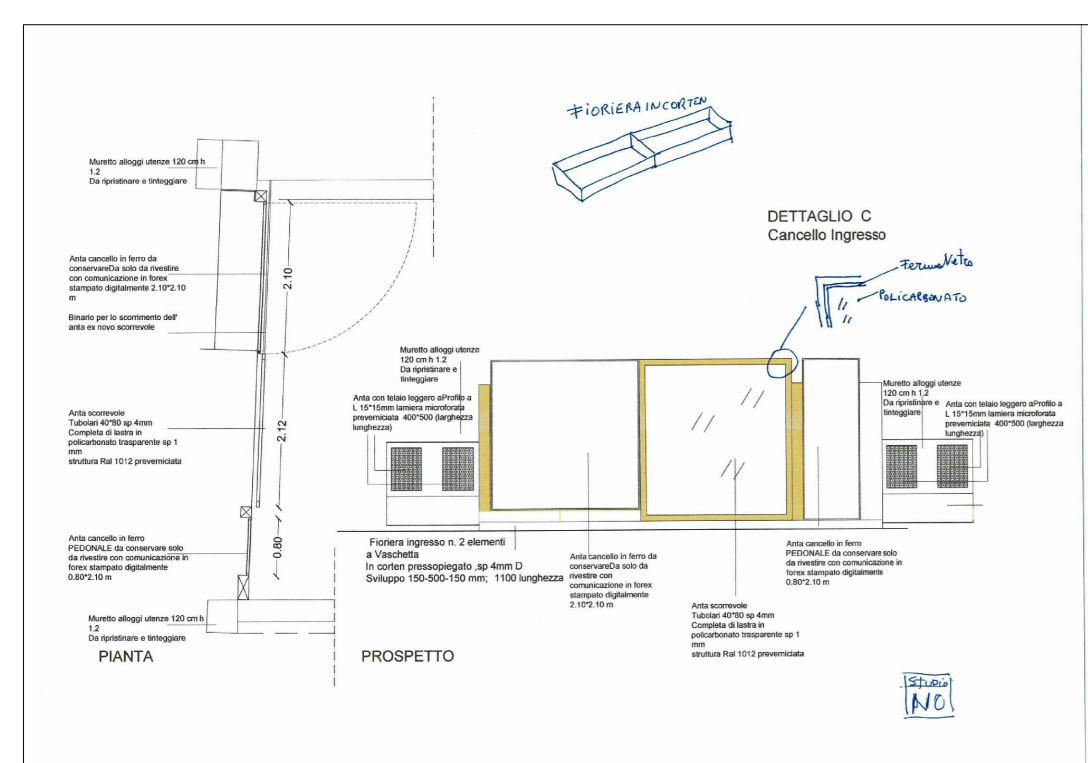 FIORIERA IN CORTEN
DETTAGLIO C
Cancello Ingresso
Ferma Vetro
POLICARBONATO
Muretto alloggi utenze 120 cm h
1.2
Da ripristinare e tinteggiare
Anta cancello in ferro da
conservareDa solo da rivestire
con comunicazione in forex
stampato digitalmente 2.10*2.10
m
Binario per lo scorrimento dell'
anta ex novo scorrevole
Anta scorrevole
Tubolari 40*80 sp 4mm
Completa di lastra in
policarbonato trasparente sp 1
mm
struttura Ral 1012 preverniciata
Anta cancello in ferro
PEDONALE da conservare solo
da rivestire con comunicazione in
forex stampato digitalmente
0.80*2.10 m
Muretto alloggi utenze 120 cm h
1.2
Da ripristinare e tinteggiare
2.10
2.12
0.80
PIANTA
Muretto alloggi utenze
120 cm h 1.2
Da ripristinare e
tinteggiare
Anta con telaio leggero aProfilo a
L 15*15mm lamiera microforata
preverniciata 400*500 (larghezza
lunghezza)
Muretto alloggi utenze
120 cm h 1.2
Da ripristinare e
tinteggiare
Anta con telaio leggero aProfilo a
L 15*15mm lamiera microforata
preverniciata 400*500 (larghezza
lunghezza)
Fioriera ingresso n. 2 elementi
a Vaschetta
In corten pressopiegato ,sp 4mm D
Sviluppo 150-500-150 mm; 1100 lunghezza
Anta cancello in ferro da
conservareDa solo da
rivestire con
comunicazione in forex
stampato digitalmente
2.10*2.10 m
Anta scorrevole
Tubolari 40*80 sp 4mm
Completa di lastra in
policarbonato trasparente sp 1
mm
struttura Ral 1012 preverniciata
Anta cancello in ferro
PEDONALE da conservare solo
da rivestire con comunicazione in
forex stampato digitalmente
0.80*2.10 m
PROSPETTO
STUDIO
NO